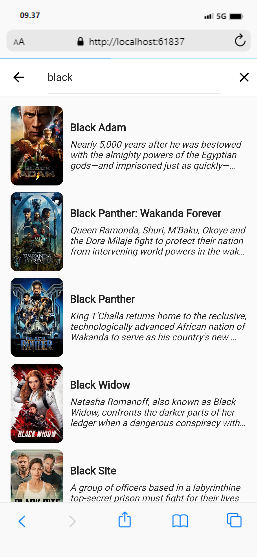 09.37
5G
AA
http://localhost:61837
black
BLACK
ADAM
Black Adam
Nearly 5,000 years after he was bestowed
with the almighty powers of the Egyptian
gods—and imprisoned just as quickly—...
Black Panther: Wakanda Forever
Queen Ramonda, Shuri, M'Baku, Okoye and
the Dora Milaje fight to protect their nation
from intervening world powers in the wak...
Black Panther
King T'Challa returns home to the reclusive,
technologically advanced African nation of
Wakanda to serve as his country's new ...
BLACK WIDOW
Black Widow
Natasha Romanoff, also known as Black
Widow, confronts the darker parts of her
ledger when a dangerous conspiracy with...
Black Site
A group of officers based in a labyrinthine
top-secret prison must fight for their lives